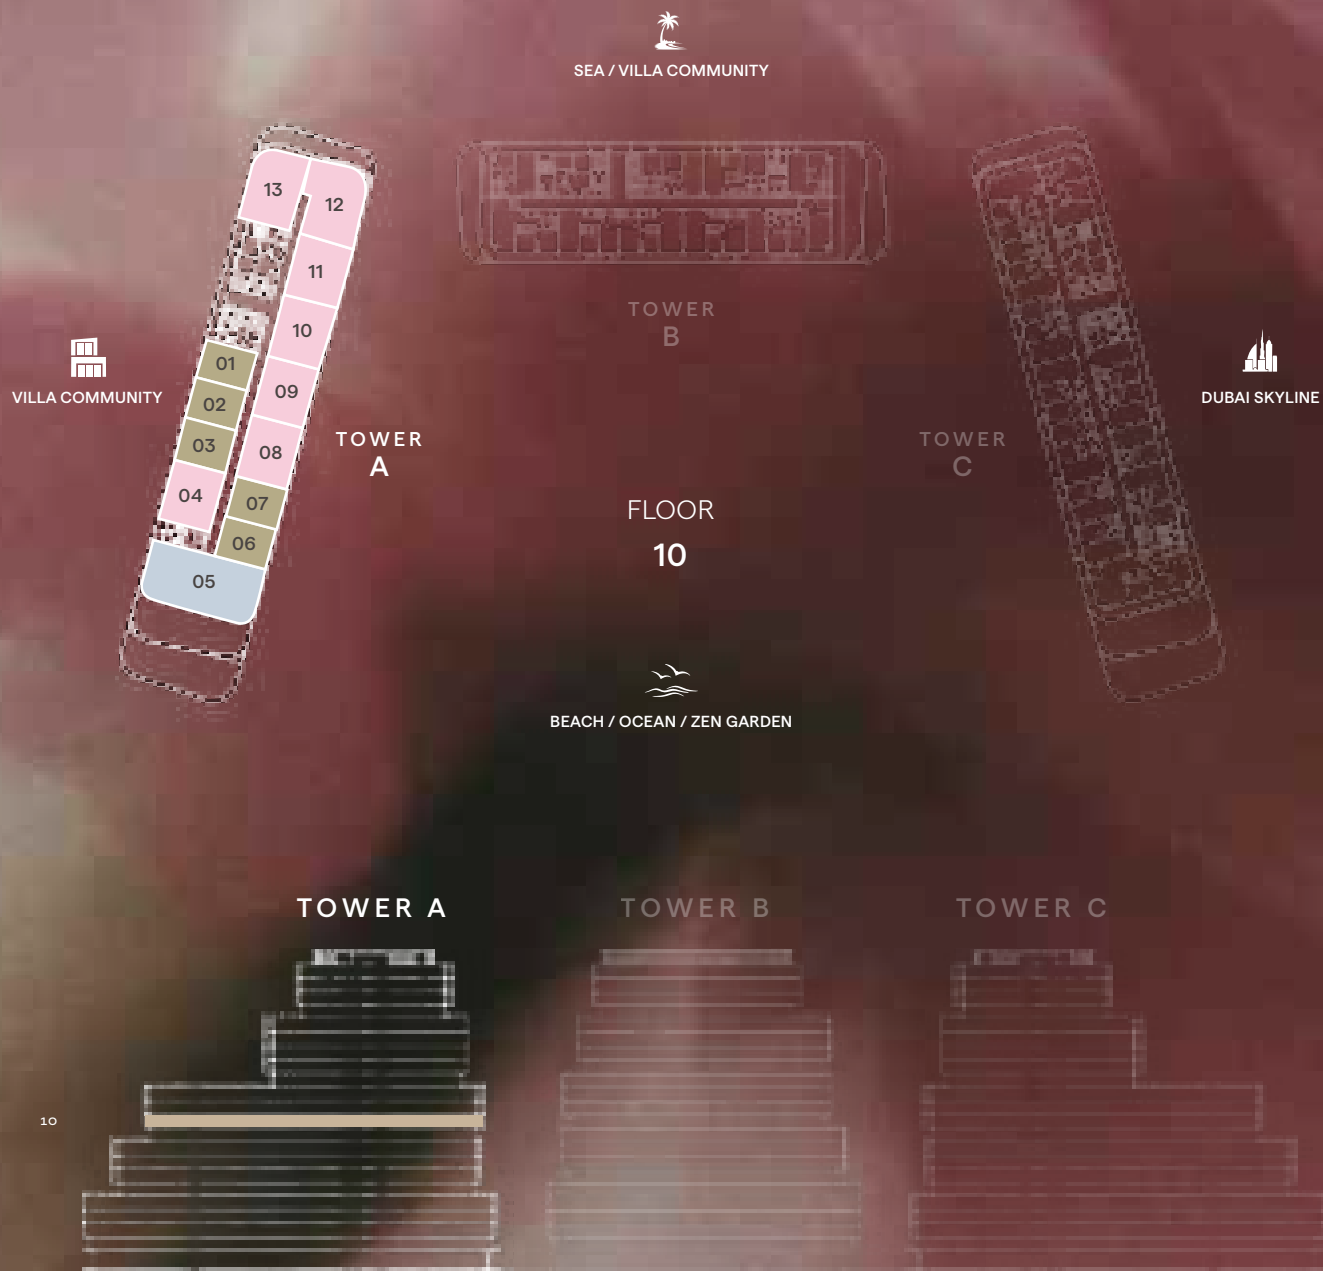 SEA / VILLA COMMUNITY
13
12
11
10
01
09
02
03
08
04
07
06
05
VILLA COMMUNITY
TOWER
A
TOWER
B
TOWER
C
DUBAI SKYLINE
FLOOR
10
BEACH / OCEAN / ZEN GARDEN
TOWER A
TOWER B
TOWER C
10